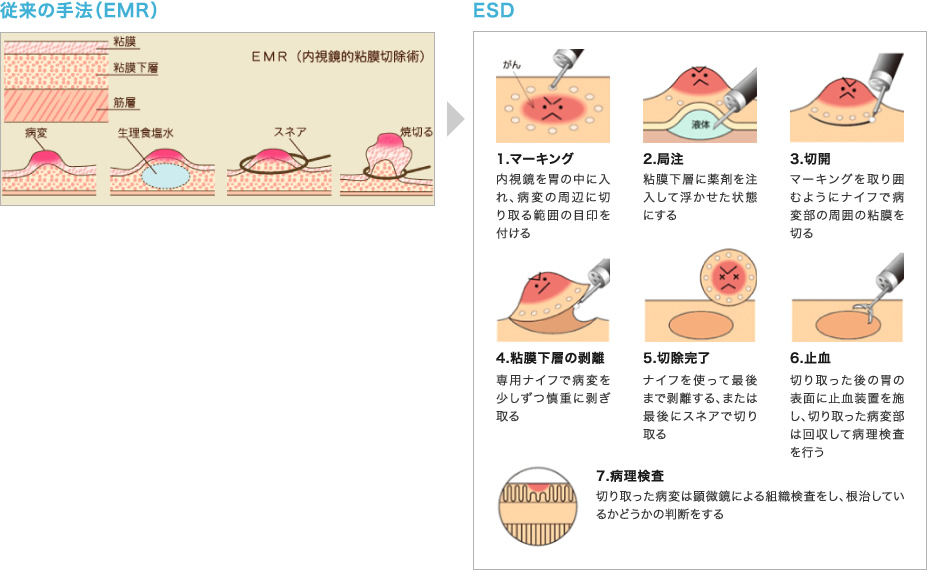 従来の手法(EMR)
粘膜
EMR(内視鏡的粘膜切除術)
粘膜下層
筋層
病変
生理食塩水
スネア
焼切る
ESD
がん
1.マーキング
内視鏡を胃の中に入
れ、病変の周辺に切
り取る範囲の目印を
付ける
液体
2.局注
粘膜下層に薬剤を注
入して浮かせた状態
にする
3.切開
マーキングを取り囲
むようにナイフで病
変部の周囲の粘膜を
切る
4.粘膜下層の剥離
専用ナイフで病変を
少しずつ慎重に剥ぎ
取る
5.切除完了
ナイフを使って最後
まで剥離する、または
最後にスネアで切り
取る
6.止血
切り取った後の胃の
表面に止血装置を施
し、切り取った病変部
は回収して病理検査
を行う
7.病理検査
切り取った病変は顕微鏡による組織検査をし、根治してい
るかどうかの判断をする